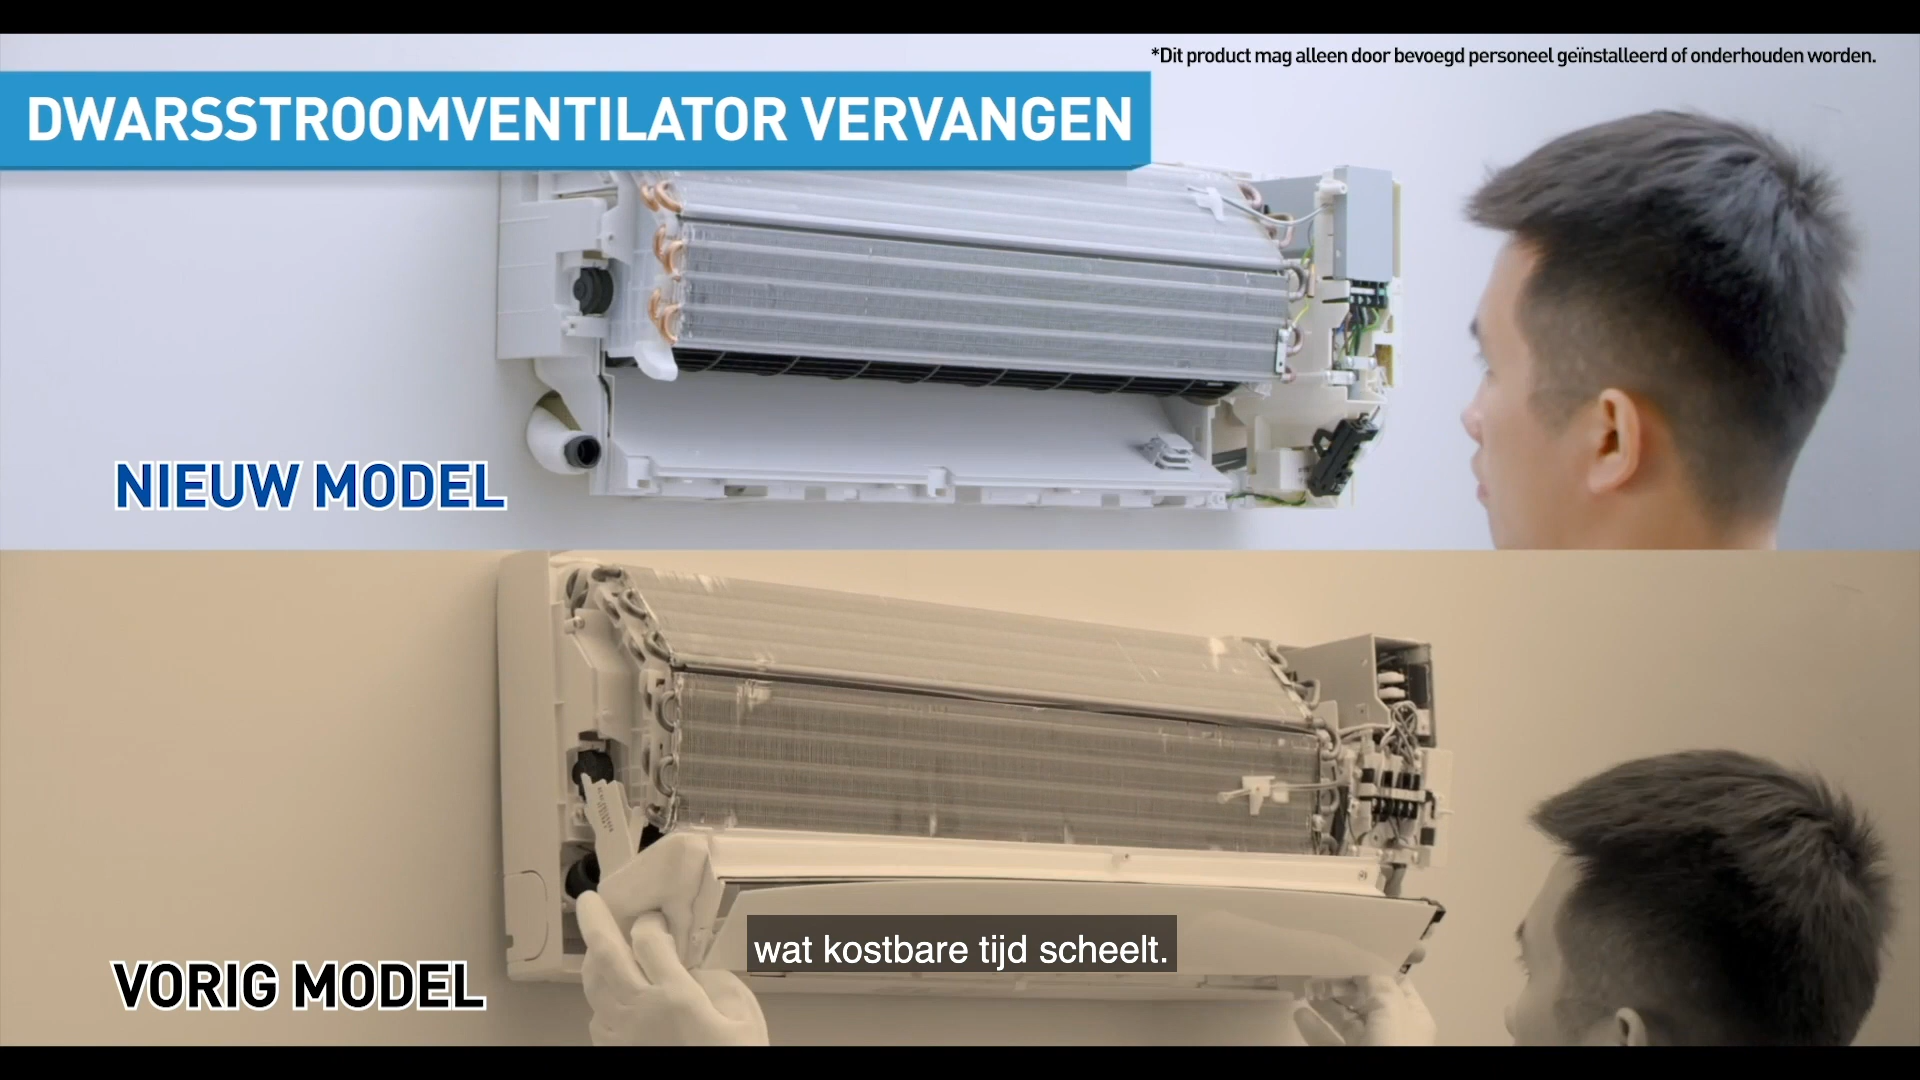 *Dit product mag alleen door bevoegd personeel geïnstalleerd of onderhouden worden.
DWARSSTROOMVENTILATOR VERVANGEN
NIEUW MODEL
wat kostbare tijd scheelt.
VORIG MODEL